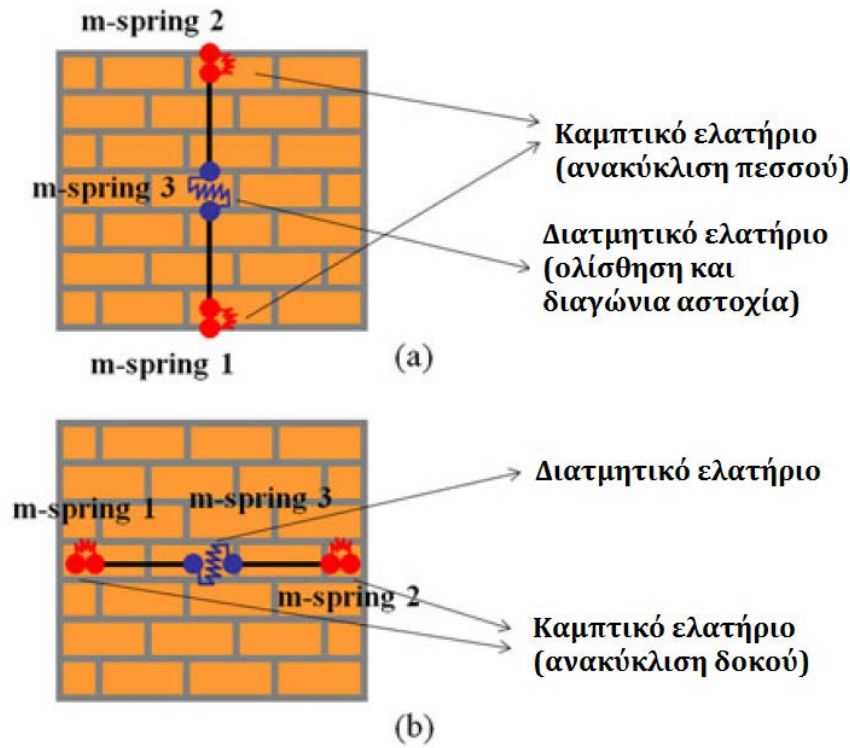 m-spring 2
Καμπτικό ελατήριο
(ανακύκλιση πεσσού)
m-spring 3
Διατμητικό ελατήριο
(ολίσθηση και
διαγώνια αστοχία)
m-spring 1
(a)
Διατμητικό ελατήριο
m-spring 3
m-spring 1
m-spring 2
Καμπτικό ελατήριο
(ανακύκλιση δοκού)
(b)